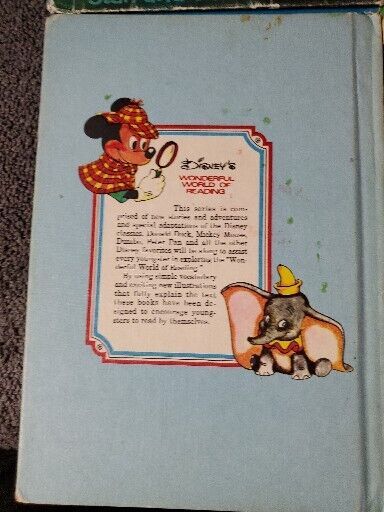 Disney's
WONDERFUL
WORLD OF
READING
This series is com-
prised of new stories and adventures
and special adaptations of the Disney
classics. Donald Duck, Mickey Mouse,
Dumbo, Peter Pan and all the other
Disney favorites will be along to assist
every youngster in exploring the "Won-
derful World of Reading."
By using simple vocabulary
and exciting new illustrations
that fully explain the text
these books have been de-
signed to encourage young-
sters to read by themselves.